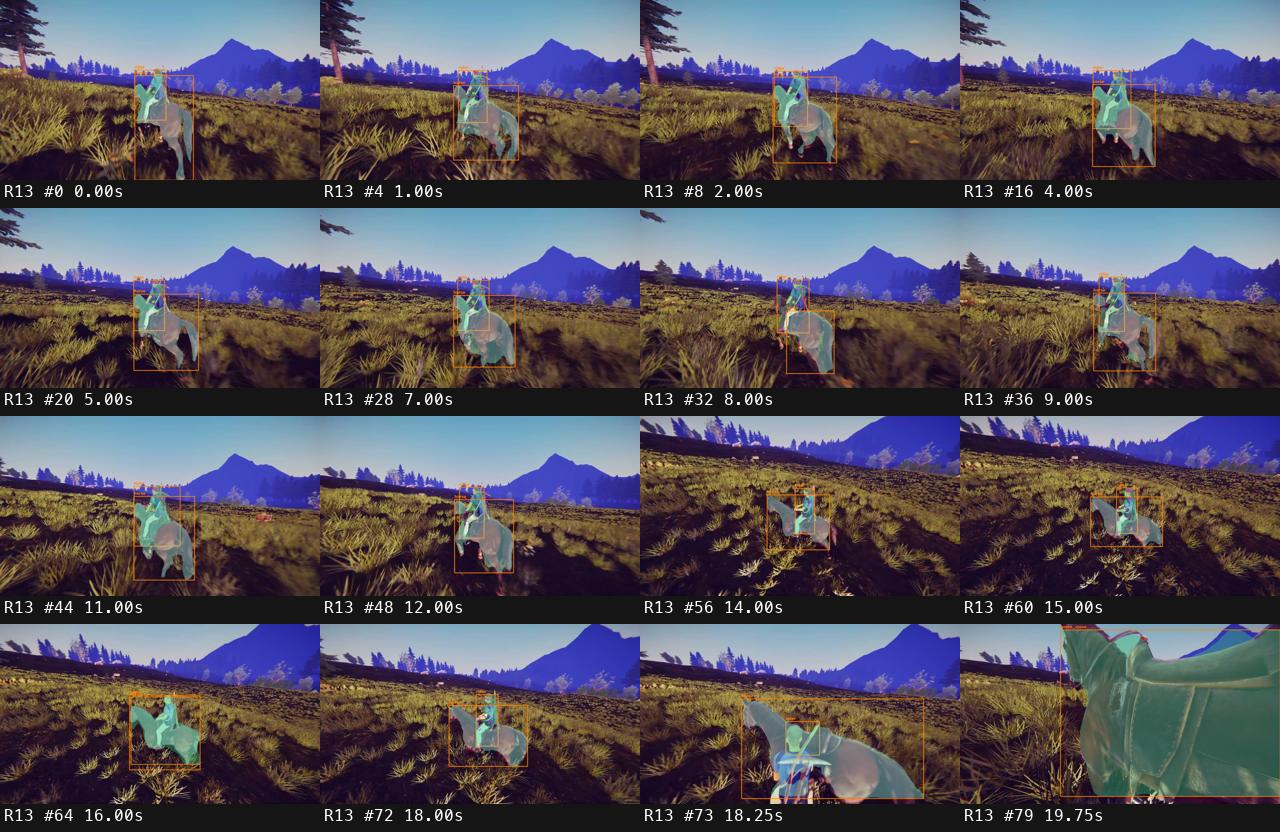 R13 #0 0.00s
R13 #4 1.00s
R13 #8 2.00s
R13 #16 4.00s
R13 #20 5.00s
R13 #28 7.00s
R13 #32 8.00s
R13 #36 9.00s
R13 #44 11.00s
R13 #48 12.00s
R13 #56 14.00s
R13 #60 15.00s
R13 #64 16.00s
R13 #72 18.00s
R13 #73 18.25s
R13 #79 19.75s